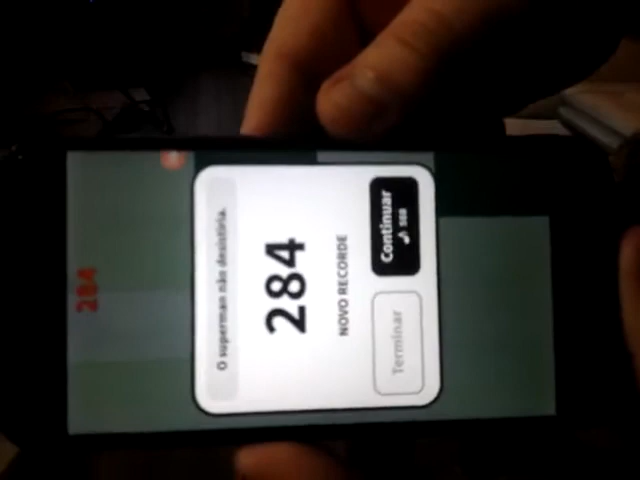 284
O superman não desistiria.
284
NOVO RECORDE
Terminar
Continuar